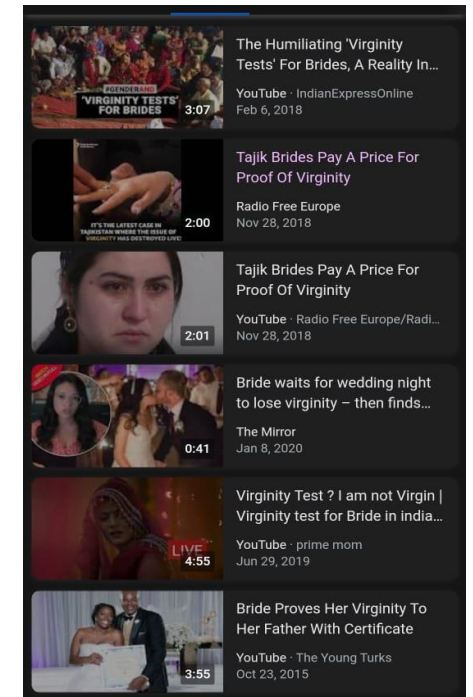 #GENDERAND
'VIRGINITY TESTS'
FOR BRIDES
3:07
The Humiliating 'Virginity
Tests' For Brides, A Reality In...
YouTube · IndianExpressOnline
Feb 6, 2018
IT'S THE LATEST CASE IN
TAJIKISTAN WHERE THE ISSUE OF
VIRGINITY HAS DESTROYED LIVES
2:00
Tajik Brides Pay A Price For
Proof Of Virginity
Radio Free Europe
Nov 28, 2018
2:01
Tajik Brides Pay A Price For
Proof Of Virginity
YouTube · Radio Free Europe/Radi...
Nov 28, 2018
0:41
Bride waits for wedding night
to lose virginity – then finds...
The Mirror
Jan 8, 2020
LIVE
4:55
Virginity Test ? I am not Virgin |
Virginity test for Bride in india...
YouTube · prime mom
Jun 29, 2019
3:55
Bride Proves Her Virginity To
Her Father With Certificate
YouTube · The Young Turks
Oct 23, 2015